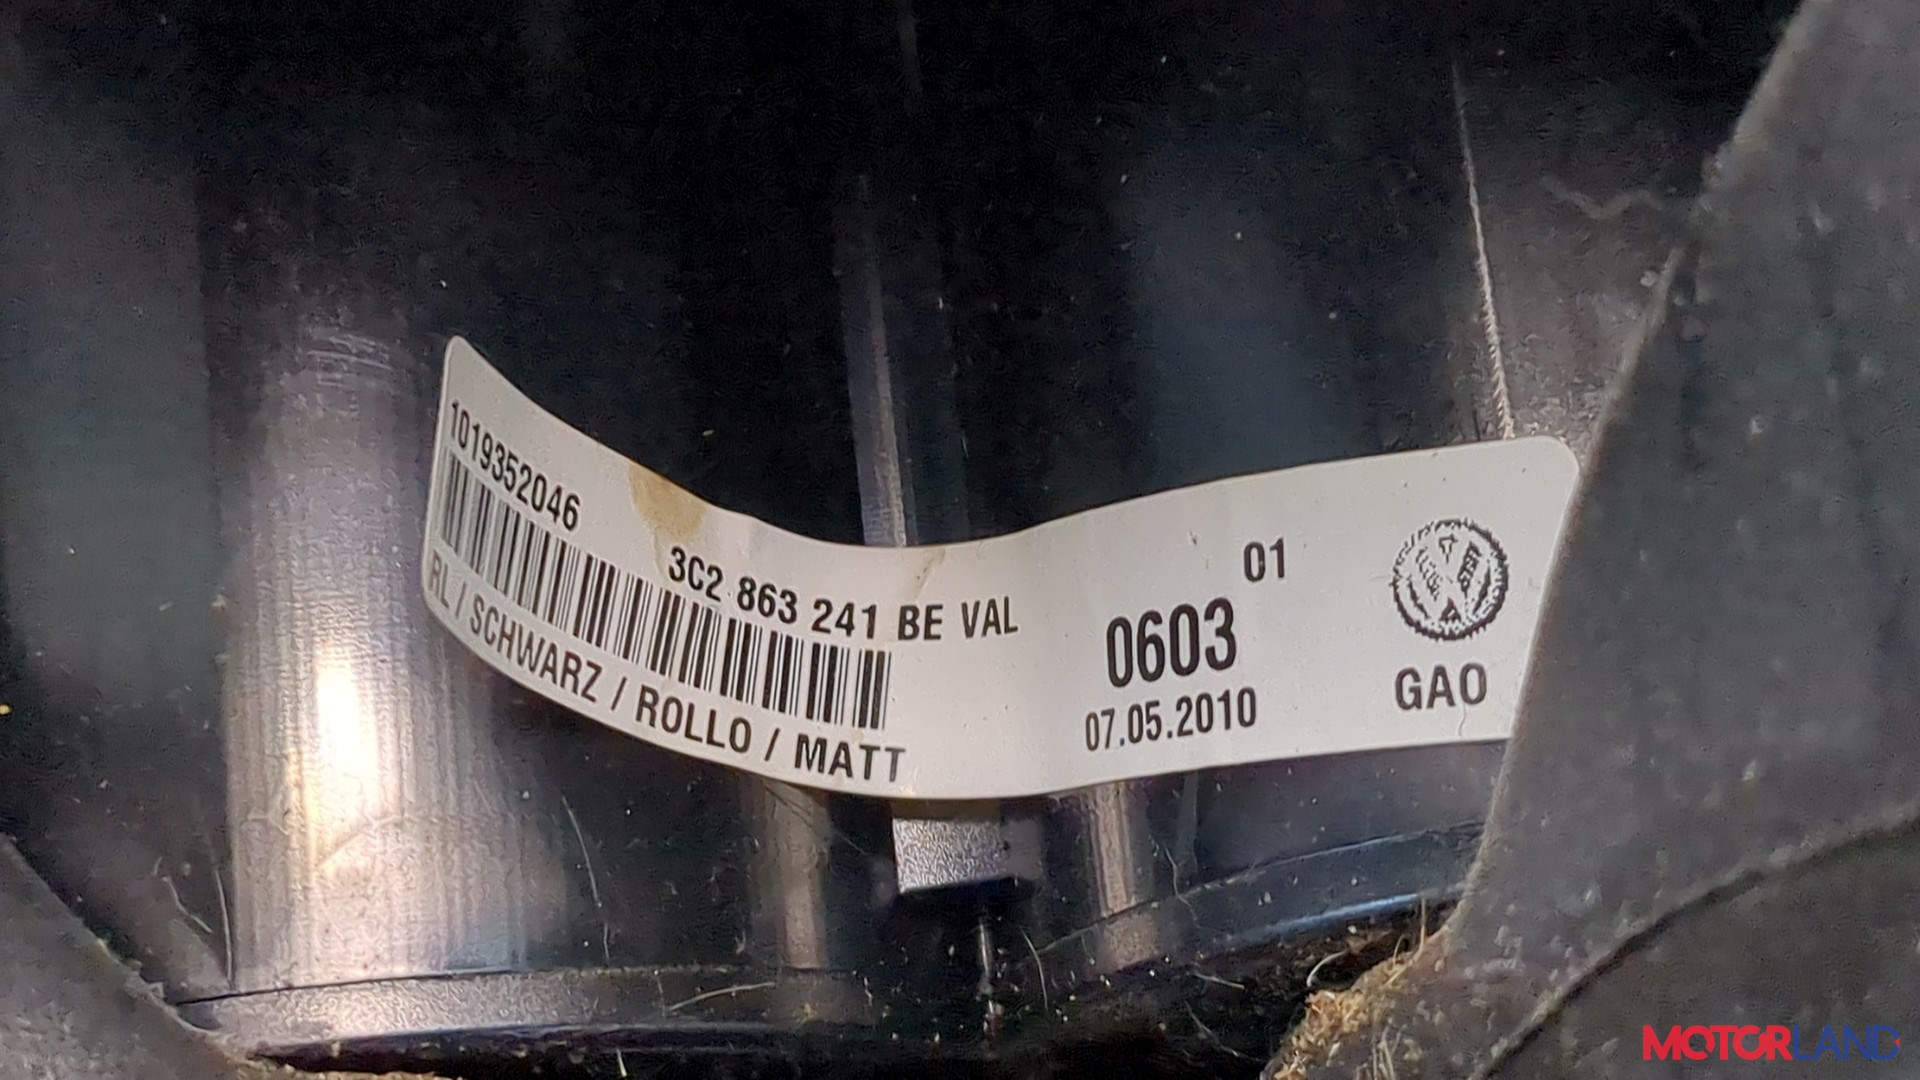 1019352046
3C2 863 241 BE VAL
RL / SCHWARZ / ROLLO / MATT
01
0603
07.05.2010
GAO
MOTORLAND